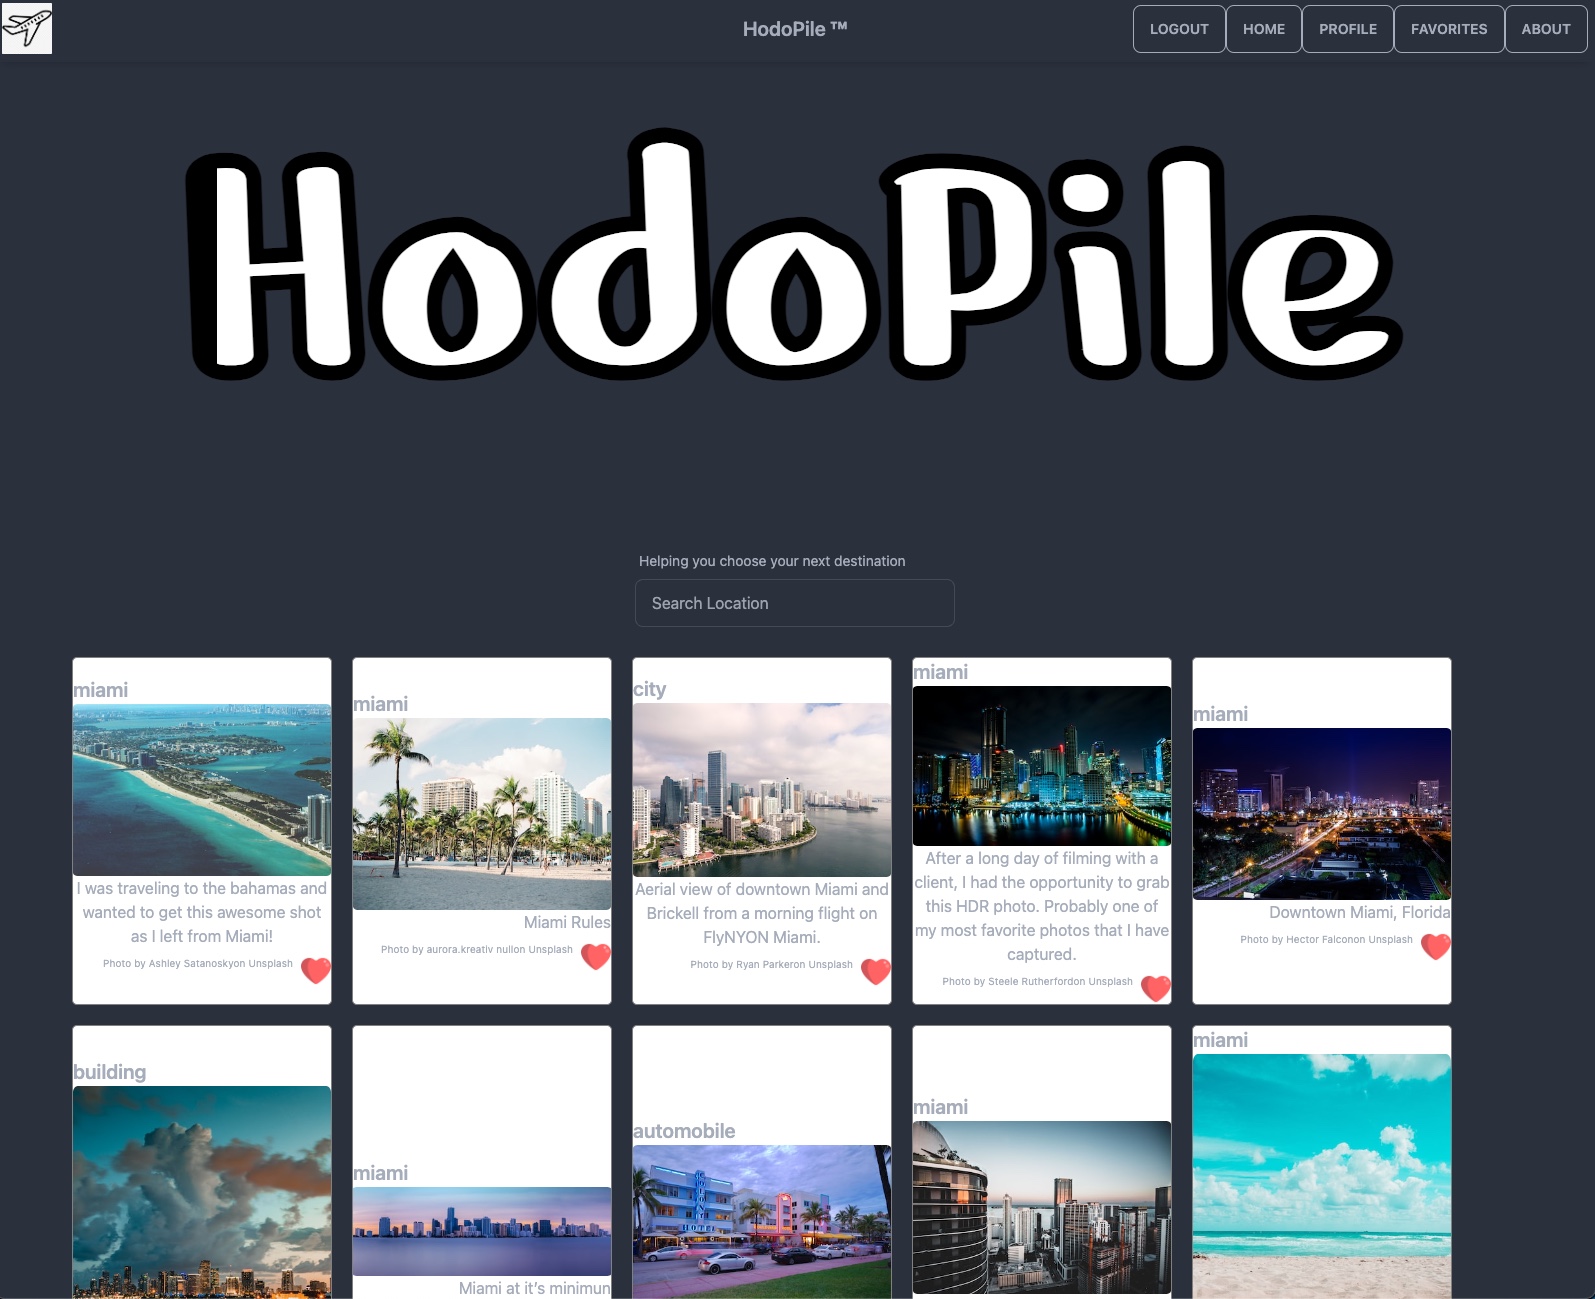 HodoPile ™
LOGOUT
HOME
PROFILE
FAVORITES
ABOUT
HodoPile
Helping you choose your next destination
Search Location
miami
I was traveling to the bahamas and
wanted to get this awesome shot
as I left from Miami!
Photo by Ashley Satanoskyon Unsplash
miami
Miami Rules
Photo by aurora.kreativ nullon Unsplash
city
Aerial view of downtown Miami and
Brickell from a morning flight on
FlyNYON Miami.
Photo by Ryan Parkeron Unsplash
miami
After a long day of filming with a
client, I had the opportunity to grab
this HDR photo. Probably one of
my most favorite photos that I have
captured.
Photo by Steele Rutherfordon Unsplash
miami
Downtown Miami, Florida
Photo by Hector Falconon Unsplash
building
miami
Miami at it’s minimun
automobile
COLONY
HOTEL
miami
miami